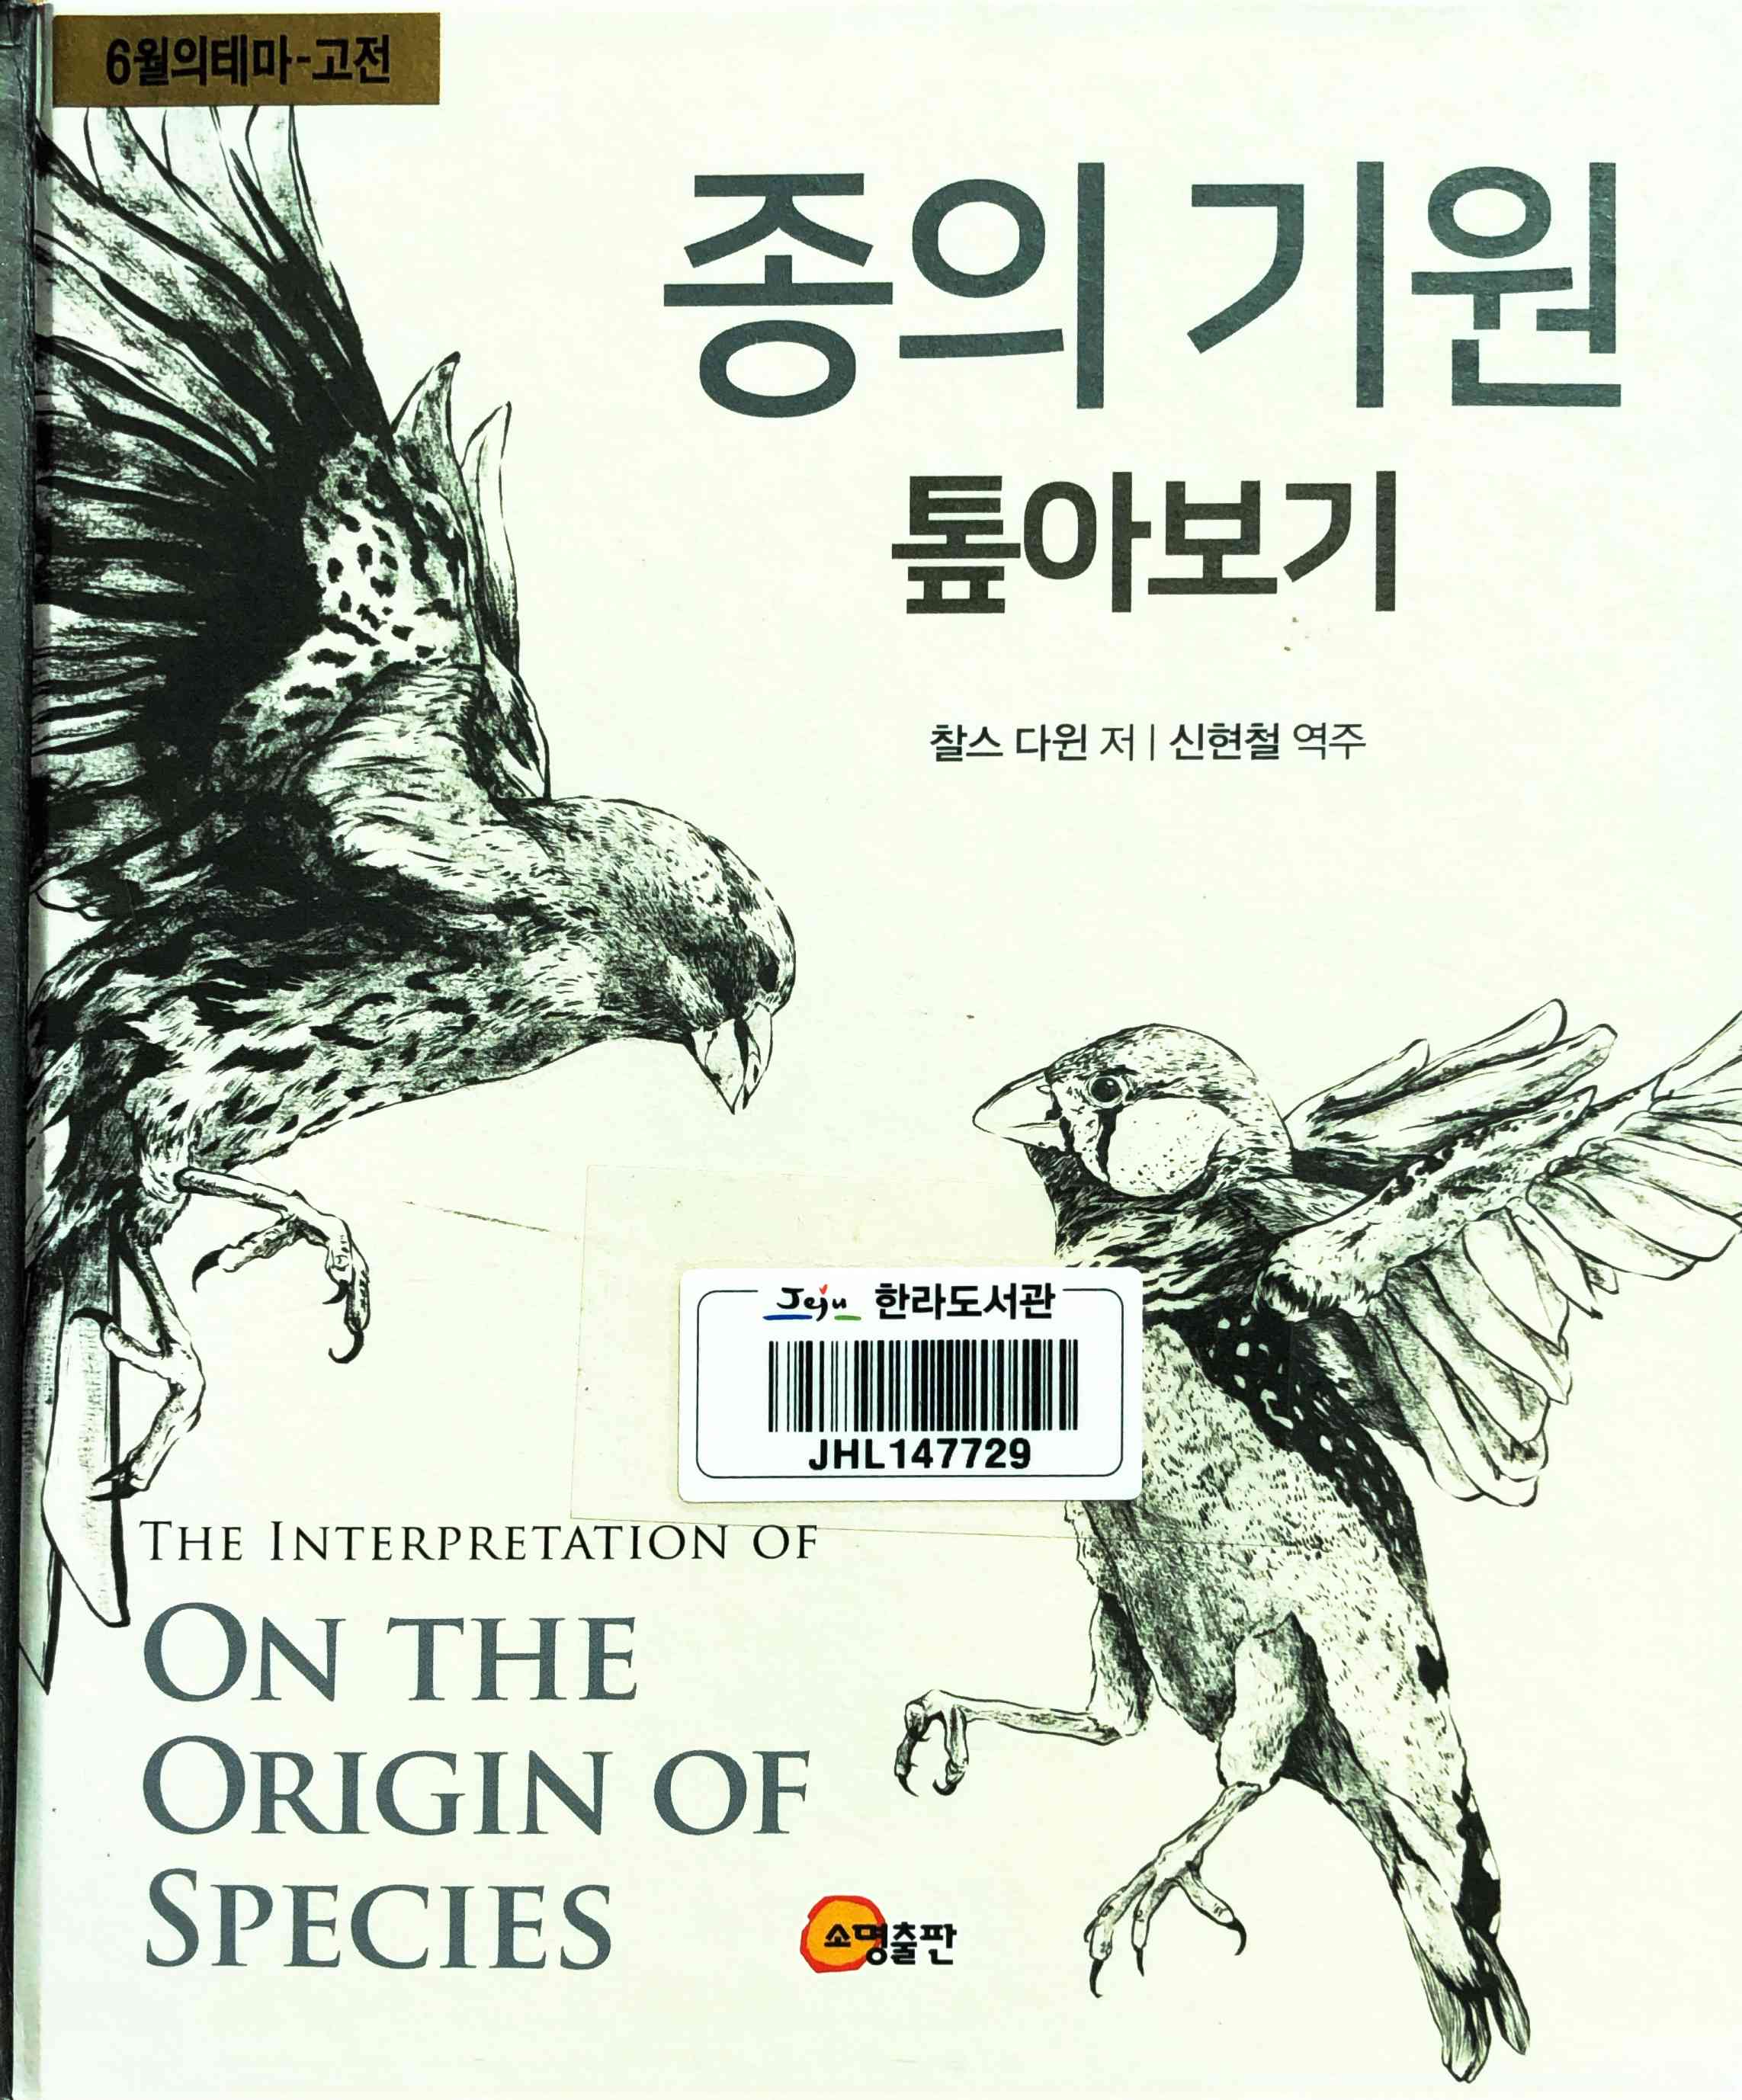 6월의테마-고전
종의 기원
톺아보기
찰스 다윈 저 | 신현철 역주
Jeju 한라도서관
JHL147729
THE INTERPRETATION OF
ON THE
ORIGIN OF
SPECIES
소명출판